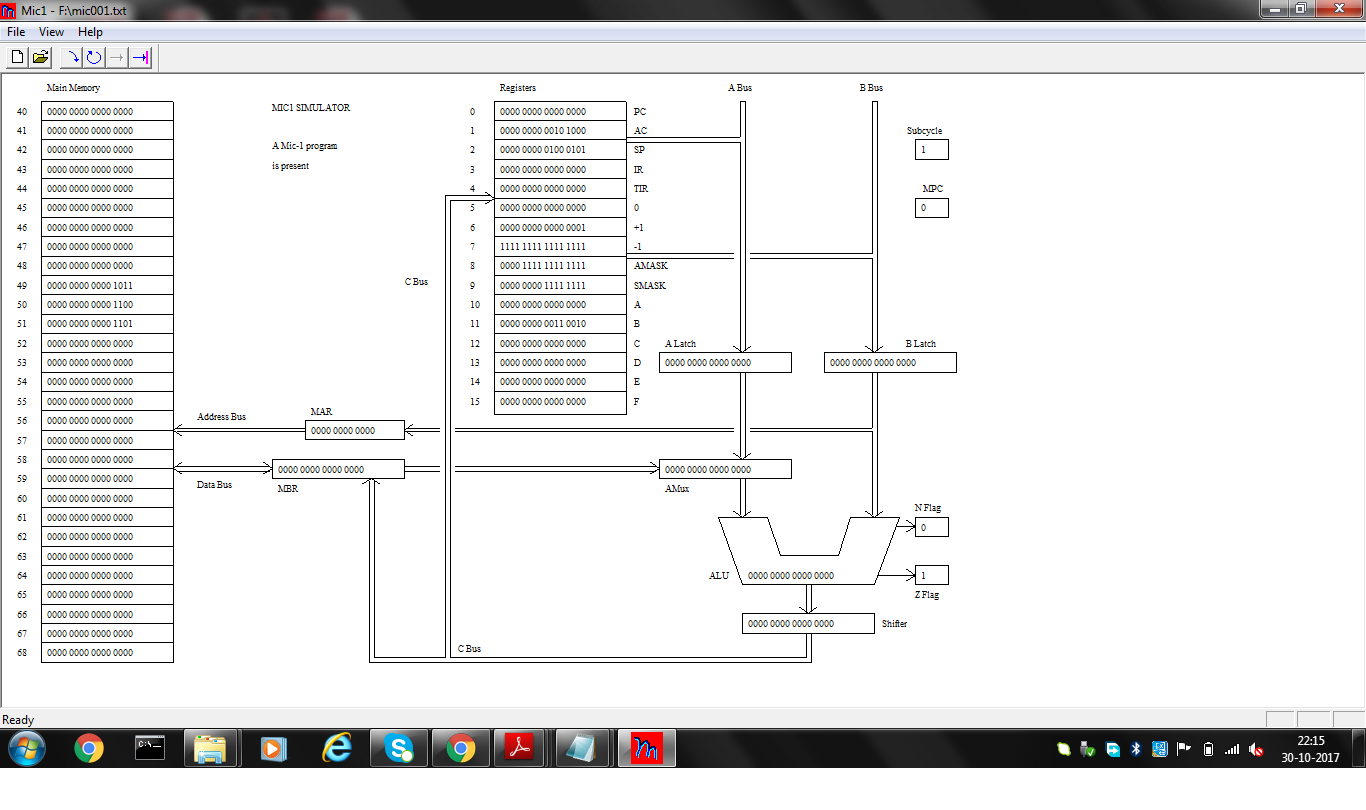 Mic1 - F:\mic001.txt
File View Help
Main Memory
40 0000 0000 0000 0000
41 0000 0000 0000 0000
42 0000 0000 0000 0000
43 0000 0000 0000 0000
44 0000 0000 0000 0000
45 0000 0000 0000 0000
46 0000 0000 0000 0000
47 0000 0000 0000 0000
48 0000 0000 0000 0000
49 0000 0000 0000 1011
50 0000 0000 0000 1100
51 0000 0000 0000 1101
52 0000 0000 0000 0000
53 0000 0000 0000 0000
54 0000 0000 0000 0000
55 0000 0000 0000 0000
56 0000 0000 0000 0000
57 0000 0000 0000 0000
58 0000 0000 0000 0000
59 0000 0000 0000 0000
60 0000 0000 0000 0000
61 0000 0000 0000 0000
62 0000 0000 0000 0000
63 0000 0000 0000 0000
64 0000 0000 0000 0000
65 0000 0000 0000 0000
66 0000 0000 0000 0000
67 0000 0000 0000 0000
68 0000 0000 0000 0000
MIC1 SIMULATOR
A Mic-1 program
is present
Registers
0 0000 0000 0000 0000 PC
1 0000 0000 0010 1000 AC
2 0000 0000 0100 0101 SP
3 0000 0000 0000 0000 IR
4 0000 0000 0000 0000 TIR
5 0000 0000 0000 0000 0
6 0000 0000 0000 0001 +1
7 1111 1111 1111 1111 -1
8 0000 1111 1111 1111 AMASK
9 0000 0000 1111 1111 SMASK
10 0000 0000 0000 0000 A
11 0000 0000 0011 0010 B
12 0000 0000 0000 0000 C
13 0000 0000 0000 0000 D
14 0000 0000 0000 0000 E
15 0000 0000 0000 0000 F
A Bus
B Bus
Subcycle
1
MPC
0
C Bus
A Latch
0000 0000 0000 0000
B Latch
0000 0000 0000 0000
Address Bus
MAR
0000 0000 0000
Data Bus
0000 0000 0000 0000
MBR
0000 0000 0000 0000
AMux
N Flag
0
ALU 0000 0000 0000 0000
1
Z Flag
0000 0000 0000 0000 Shifter
C Bus
Ready
C:\_
22:15
30-10-2017